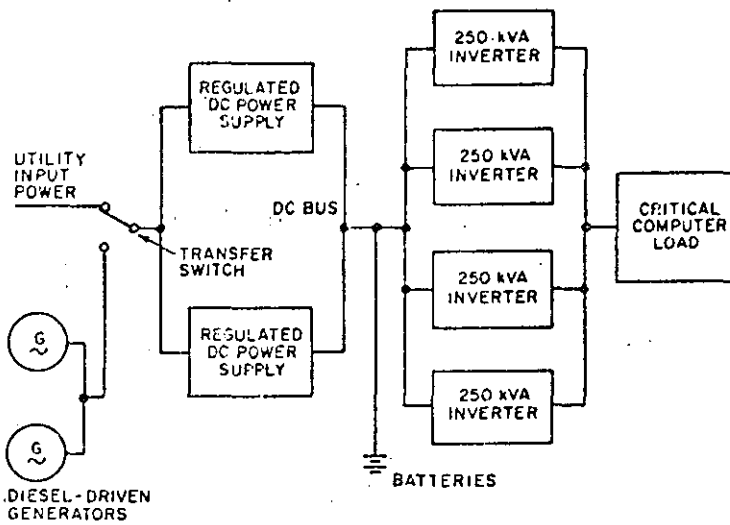 250-kVA
INVERTER
REGULATED
DC POWER
SUPPLY
250 kVA
INVERTER
UTILITY
INPUT
POWER
DC BUS
CRITICAL
COMPUTER
LOAD
TRANSFER
SWITCH
250 kVA
INVERTER
REGULATED
DC POWER
SUPPLY
G
250 kVA
INVERTER
G
BATTERIES
DIESEL-DRIVEN
GENERATORS